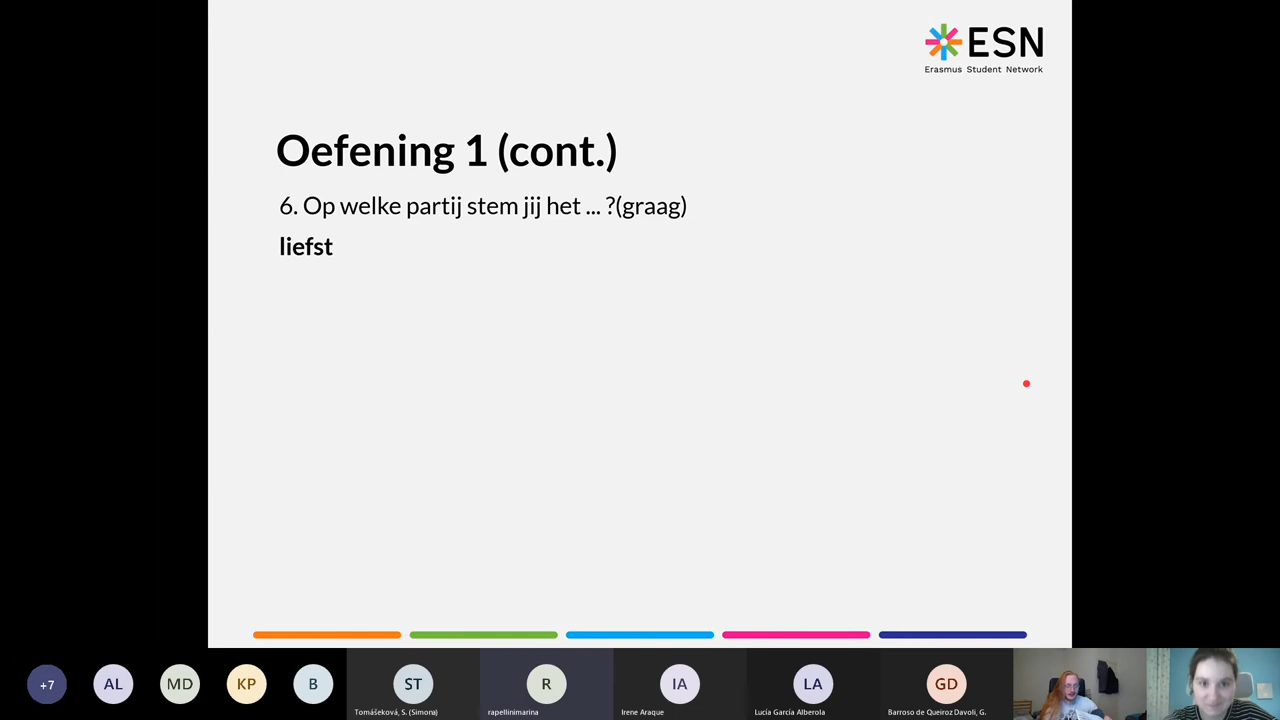 ESN
Erasmus Student Network
Oefening 1 (cont.)
6. Op welke partij stem jij het ... ?(graag)
liefst
+7
AL
MD
KP
B
ST
R
IA
LA
GD
Tomášeková, S. (Simona)
rapellinimarina
Irene Araque
Lucía García Alberola
Barroso de Queiroz Davoli, G.